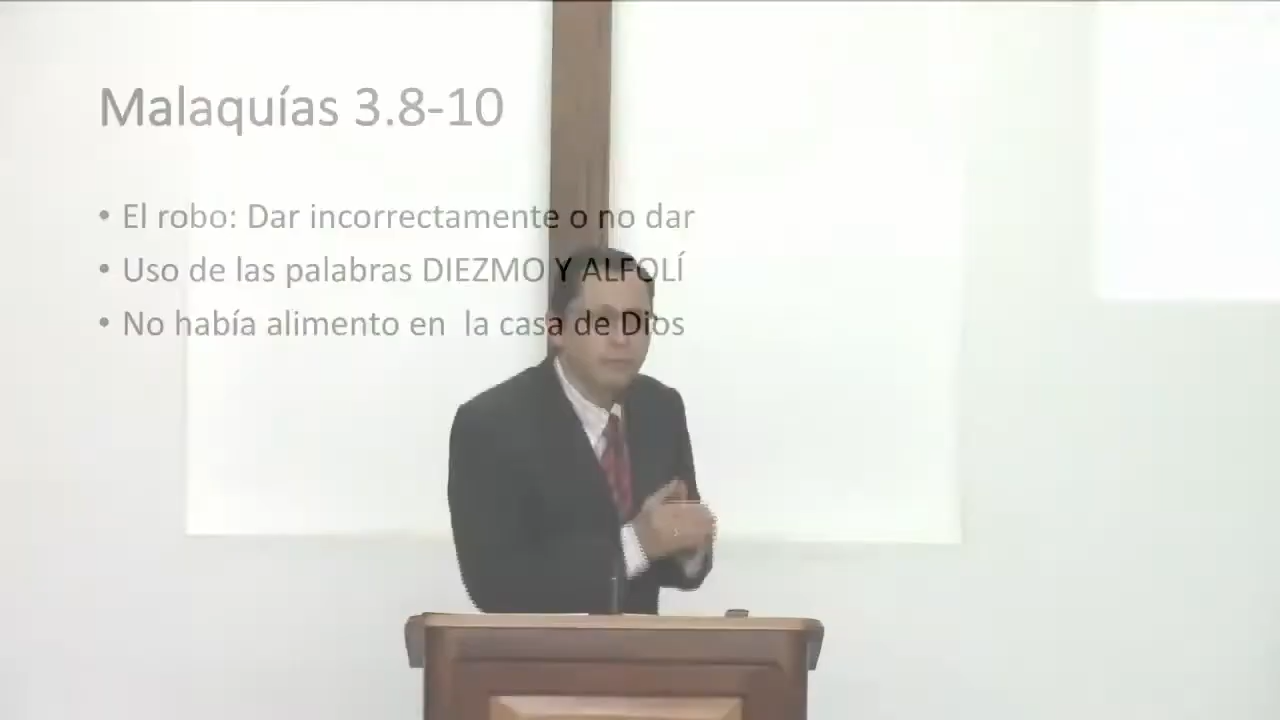 Malaquías 3.8-10
• El robo: Dar incorrectamente o no dar
• Uso de las palabras DIEZMO Y ALFOLÍ
• No había alimento en la casa de Dios